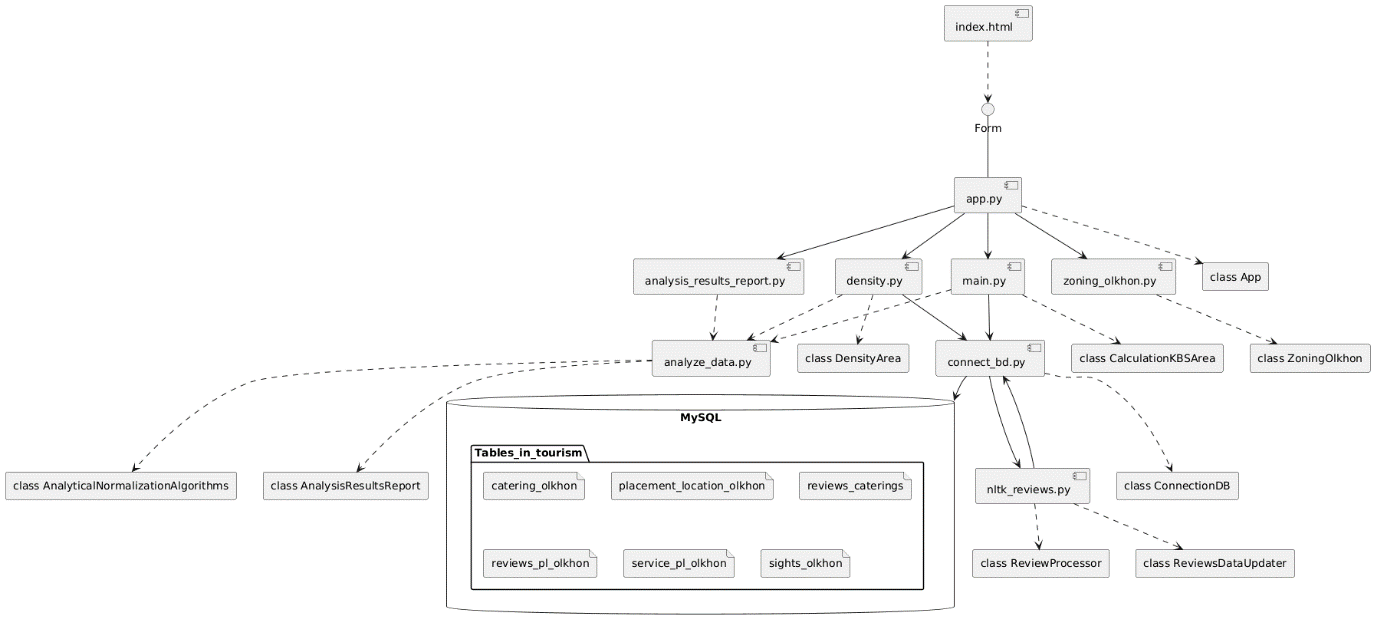 index.html
Form
app.py
analysis_results_report.py
density.py
main.py
zoning_olkhon.py
class App
analyze_data.py
class DensityArea
connect_bd.py
class CalculationKBSArea
class ZoningOlkhon
MySQL
Tables_in_tourism
catering_olkhon
placement_location_olkhon
reviews_caterings
reviews_pl_olkhon
service_pl_olkhon
sights_olkhon
class AnalyticalNormalizationAlgorithms
class AnalysisResultsReport
nltk_reviews.py
class ConnectionDB
class ReviewProcessor
class ReviewsDataUpdater